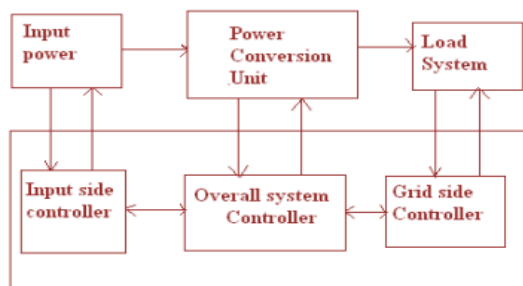 Input
power
Power
Conversion
Unit
Load
System
Input side
controller
Overall system
Controller
Grid side
Controller